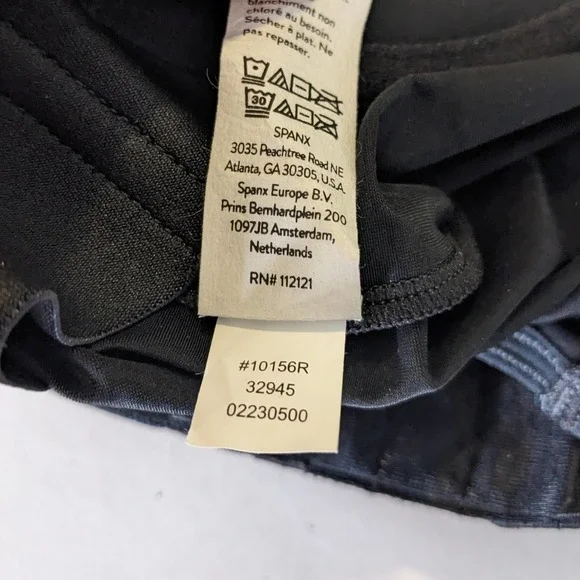 blanchiment non
chloré au besoin.
Sécher à plat. Ne
pas repasser.
30
SPANX
3035 Peachtree Road NE
Atlanta, GA 30305, U.S.A.
Spanx Europe B.V.
Prins Bernhardplein 200
1097JB Amsterdam,
Netherlands
RN# 112121
#10156R
32945
02230500